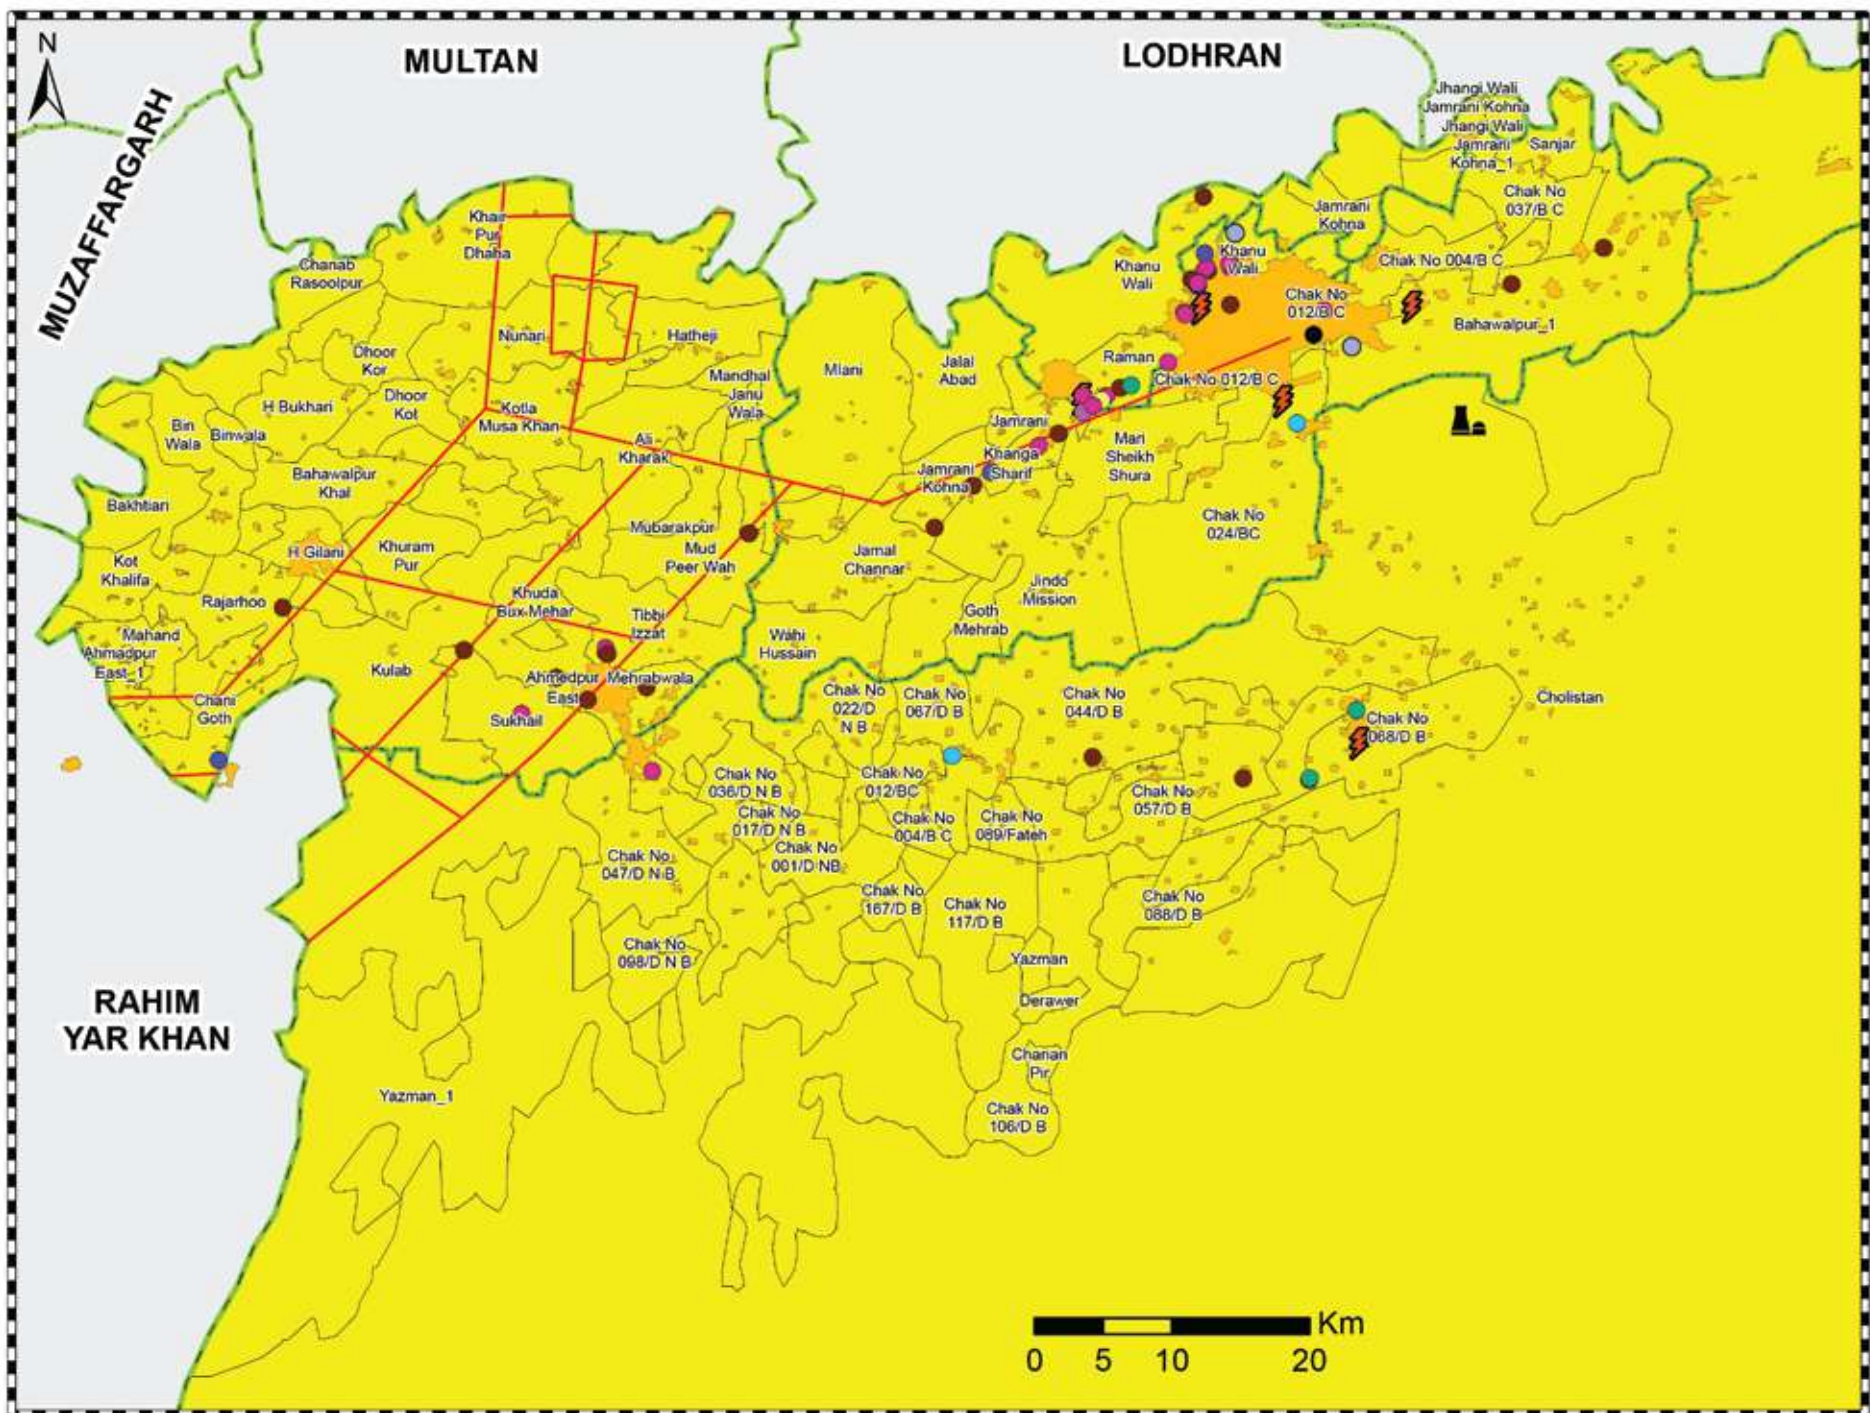 N
MULTAN
LODHRAN
MUZAFFARGARH
Jhangi Wali
Jamrani Kohna
Jhangi Wali
Jamrani
Kohna_1
Sanjar
Chak No
037/B C
Jamrani
Kohna
Khair
Pur
Dhaha
Chanab
Rasoolpur
Khanu
Wali
Khanu
Wali
Chak No 004/B C
Chak No
012/B C
Bahawalpur_1
Nunari
Hatheji
Dhoor
Kor
Mlani
Jalal
Abad
Raman
Chak No 012/B C
Mandhal
Janu
Wala
H Bukhari
Dhoor
Kot
Kotla
Musa Khan
Bin
Wala
Binwala
Ali
Kharak
Jamrani
Mari
Sheikh
Shura
Khanga
Sharif
Jamrani
Kohna
Bahawalpur
Khal
Bakhtiari
Chak No
024/BC
Mubarakpur
Mud
Peer Wah
H Gilani
Khuram
Pur
Jamal
Channar
Kot
Khalifa
Jindo
Mission
Rajarhoo
Khuda
Bux Mehar
Tibbi
Izzat
Goth
Mehrab
Wahi
Hussain
Mahand
Ahmadpur
East_1
Kulab
Ahmedpur
East
Mehrabwala
Chani
Goth
Sukhail
Chak No
022/D
N B
Chak No
067/D B
Chak No
044/D B
Cholistan
Chak No
068/D B
Chak No
036/D N B
Chak No
012/BC
Chak No
057/D B
Chak No
017/D N B
Chak No
004/B C
Chak No
089/Fateh
Chak No
001/D NB
Chak No
047/D N B
Chak No
167/D B
Chak No
117/D B
Chak No
088/D B
Chak No
098/D N B
Yazman
Derawer
RAHIM
YAR KHAN
Charian
Pir
Yazman_1
Chak No
106/D B
Km
0 5 10 20